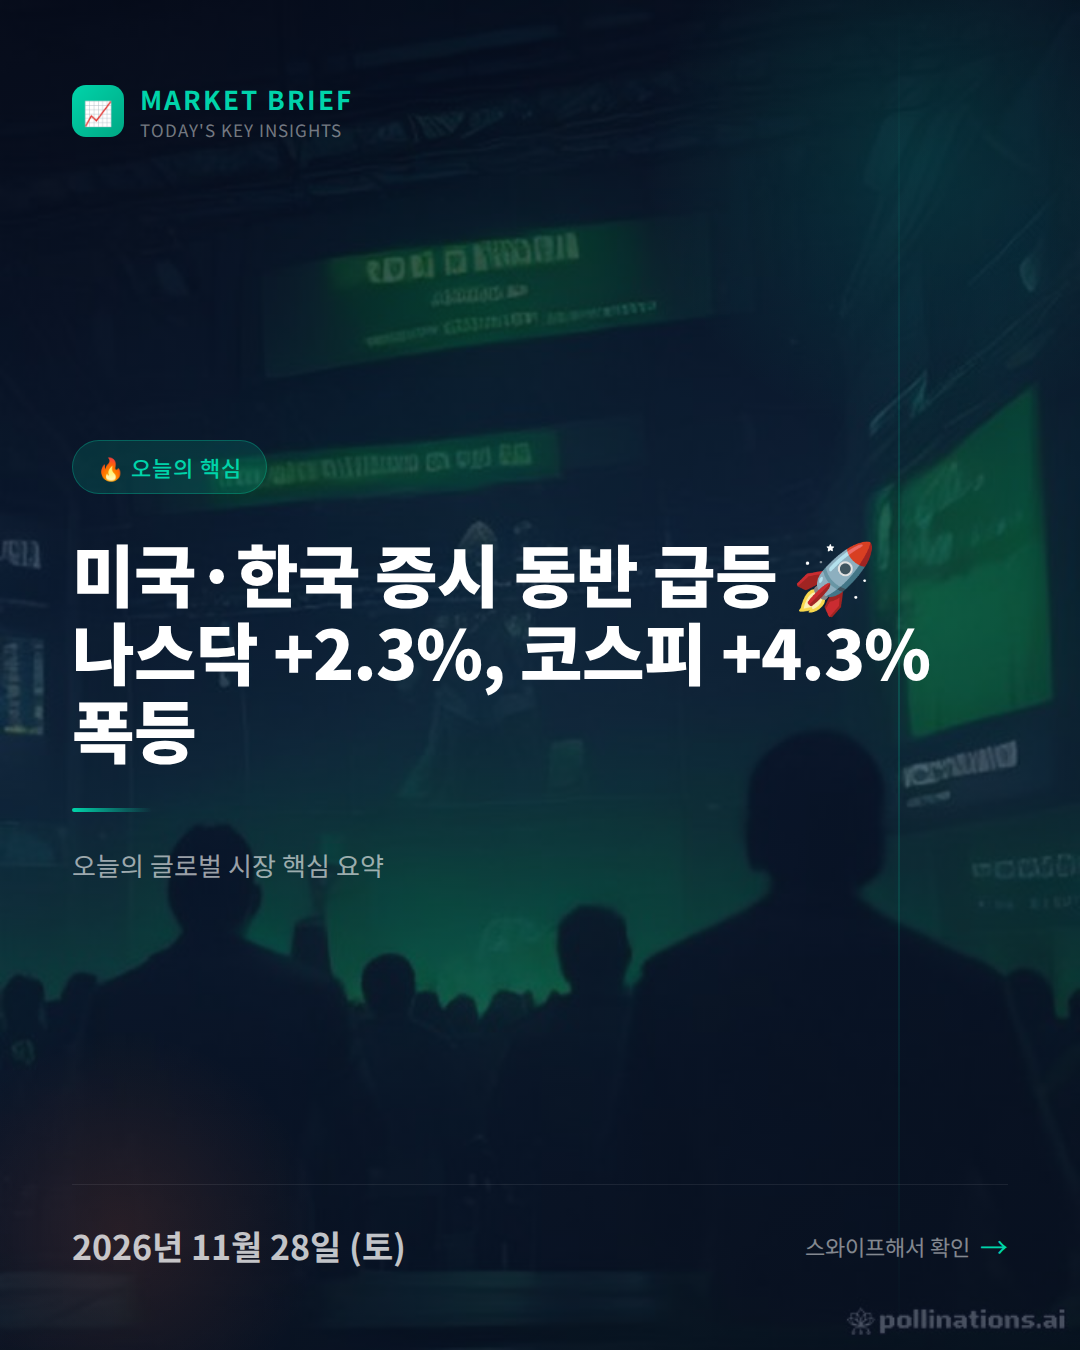 MARKET BRIEF
TODAY'S KEY INSIGHTS
🔥 오늘의 핵심
미국·한국 증시 동반 급등 🚀
나스닥 +2.3%, 코스피 +4.3%
폭등
오늘의 글로벌 시장 핵심 요약
2026년 11월 28일 (토)
스와이프해서 확인 →
pollinations.ai